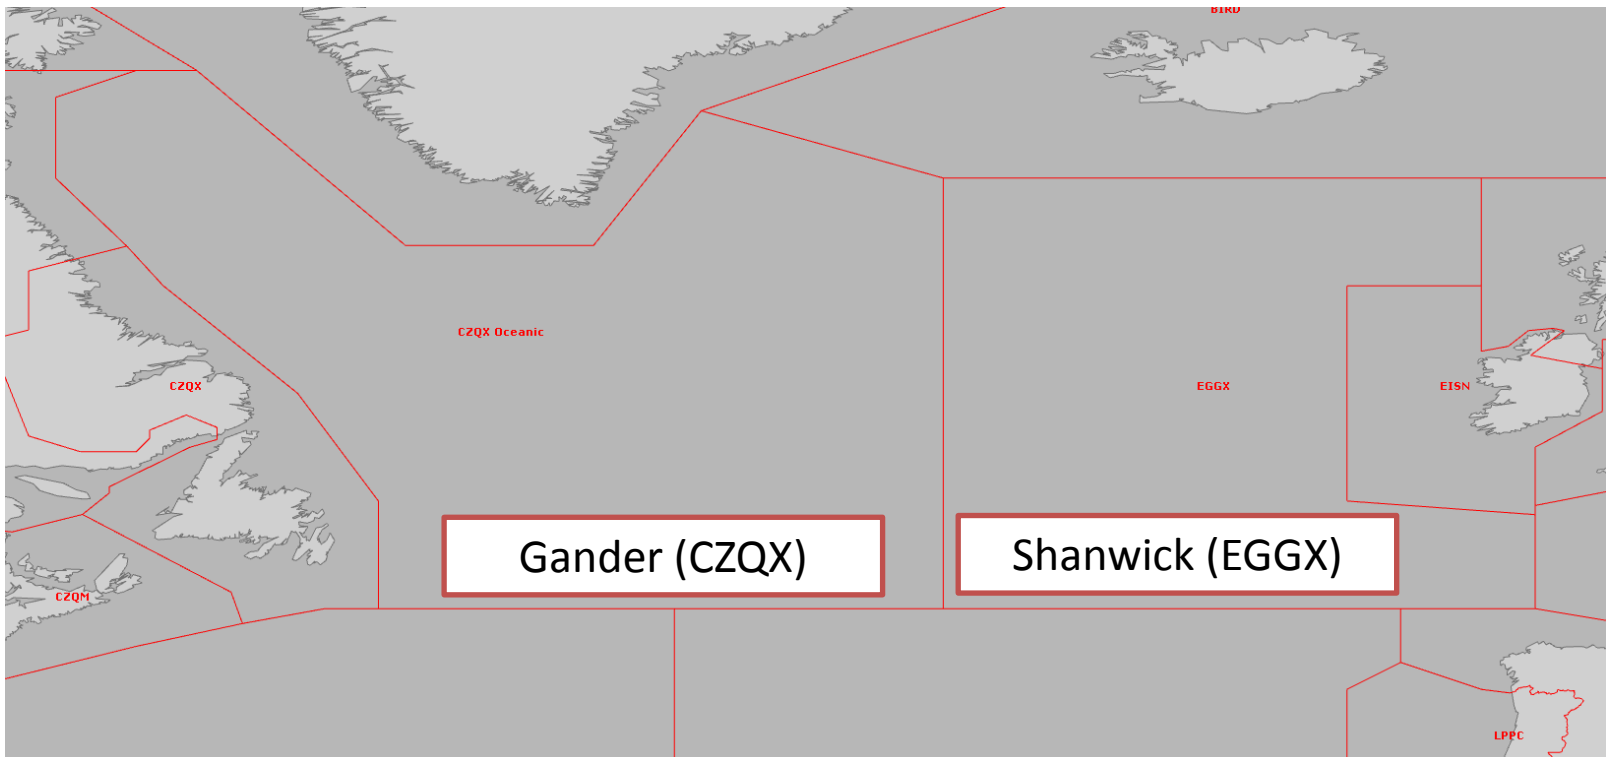 BIRD
CZQX Oceanic
CZQX
EGGX
EISN
Gander (CZQX)
Shanwick (EGGX)
CZQM
LPPC